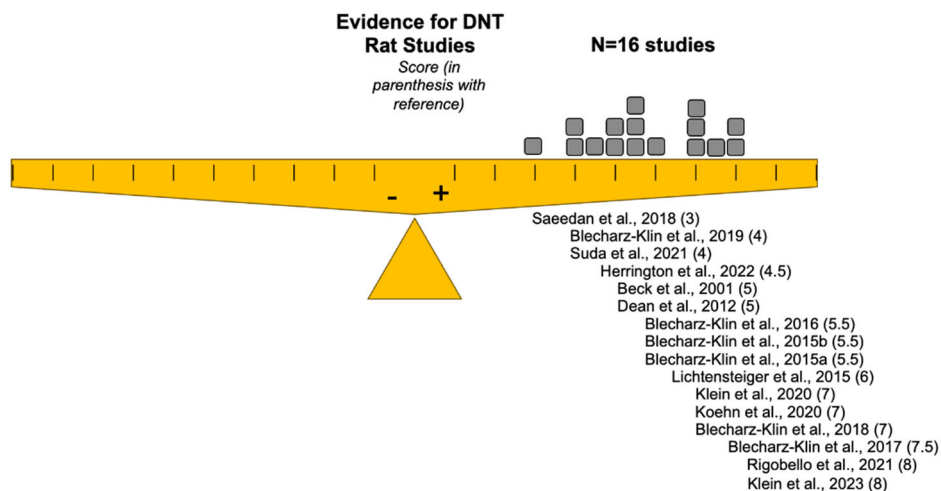 Evidence for DNT
Rat Studies
Score (in
parenthesis with
reference)
N=16 studies
- +
Saeedan et al., 2018 (3)
Blecharz-Klin et al., 2019 (4)
Suda et al., 2021 (4)
Herrington et al., 2022 (4.5)
Beck et al., 2001 (5)
Dean et al., 2012 (5)
Blecharz-Klin et al., 2016 (5.5)
Blecharz-Klin et al., 2015b (5.5)
Blecharz-Klin et al., 2015a (5.5)
Lichtensteiger et al., 2015 (6)
Klein et al., 2020 (7)
Koehn et al., 2020 (7)
Blecharz-Klin et al., 2018 (7)
Blecharz-Klin et al., 2017 (7.5)
Rigobello et al., 2021 (8)
Klein et al., 2023 (8)